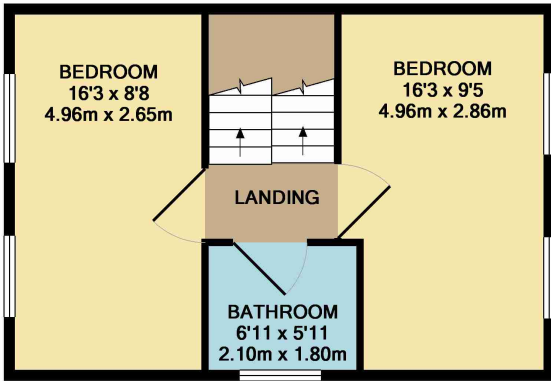 BEDROOM
16'3 x 8'8
4.96m x 2.65m
BEDROOM
16'3 x 9'5
4.96m x 2.86m
LANDING
BATHROOM
6'11 x 5'11
2.10m x 1.80m